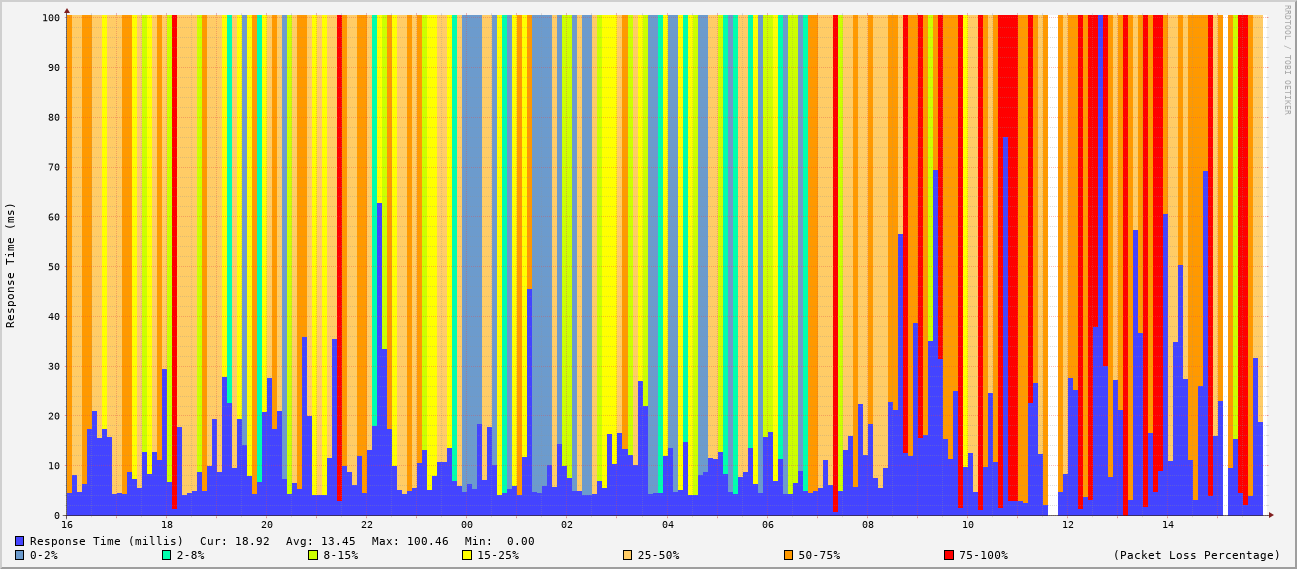 RRDTOOL / TOBI OETIKER
Response Time (ms)
100
90
80
70
60
50
40
30
20
10
0
16 18 20 22 00 02 04 06 08 10 12 14
Response Time (millis) Cur: 18.92 Avg: 13.45 Max: 100.46 Min: 0.00
0-2% 2-8% 8-15% 15-25% 25-50% 50-75% 75-100% (Packet Loss Percentage)